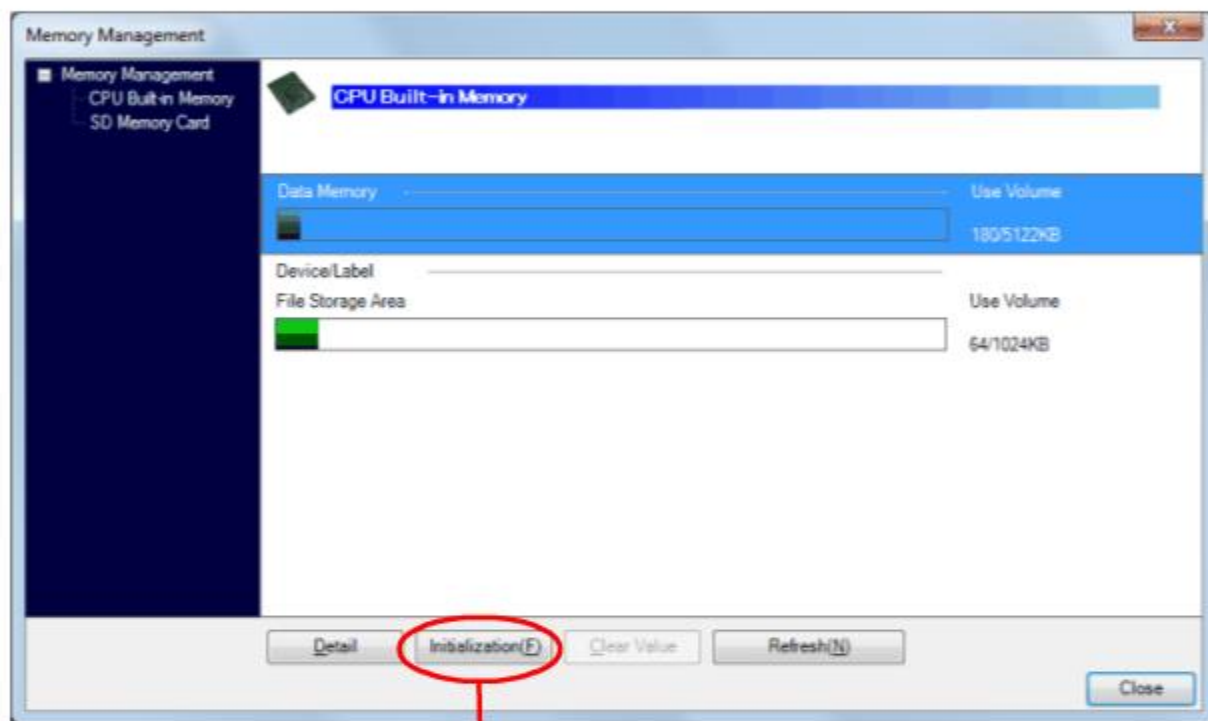 Memory Management
Memory Management
CPU Built-in Memory
SD Memory Card
CPU Built-in Memory
Data Memory
Use Volume
180/5122KB
Device/Label
File Storage Area
Use Volume
64/1024KB
Detail
Initialization(F)
Clear Value
Refresh(N)
Close